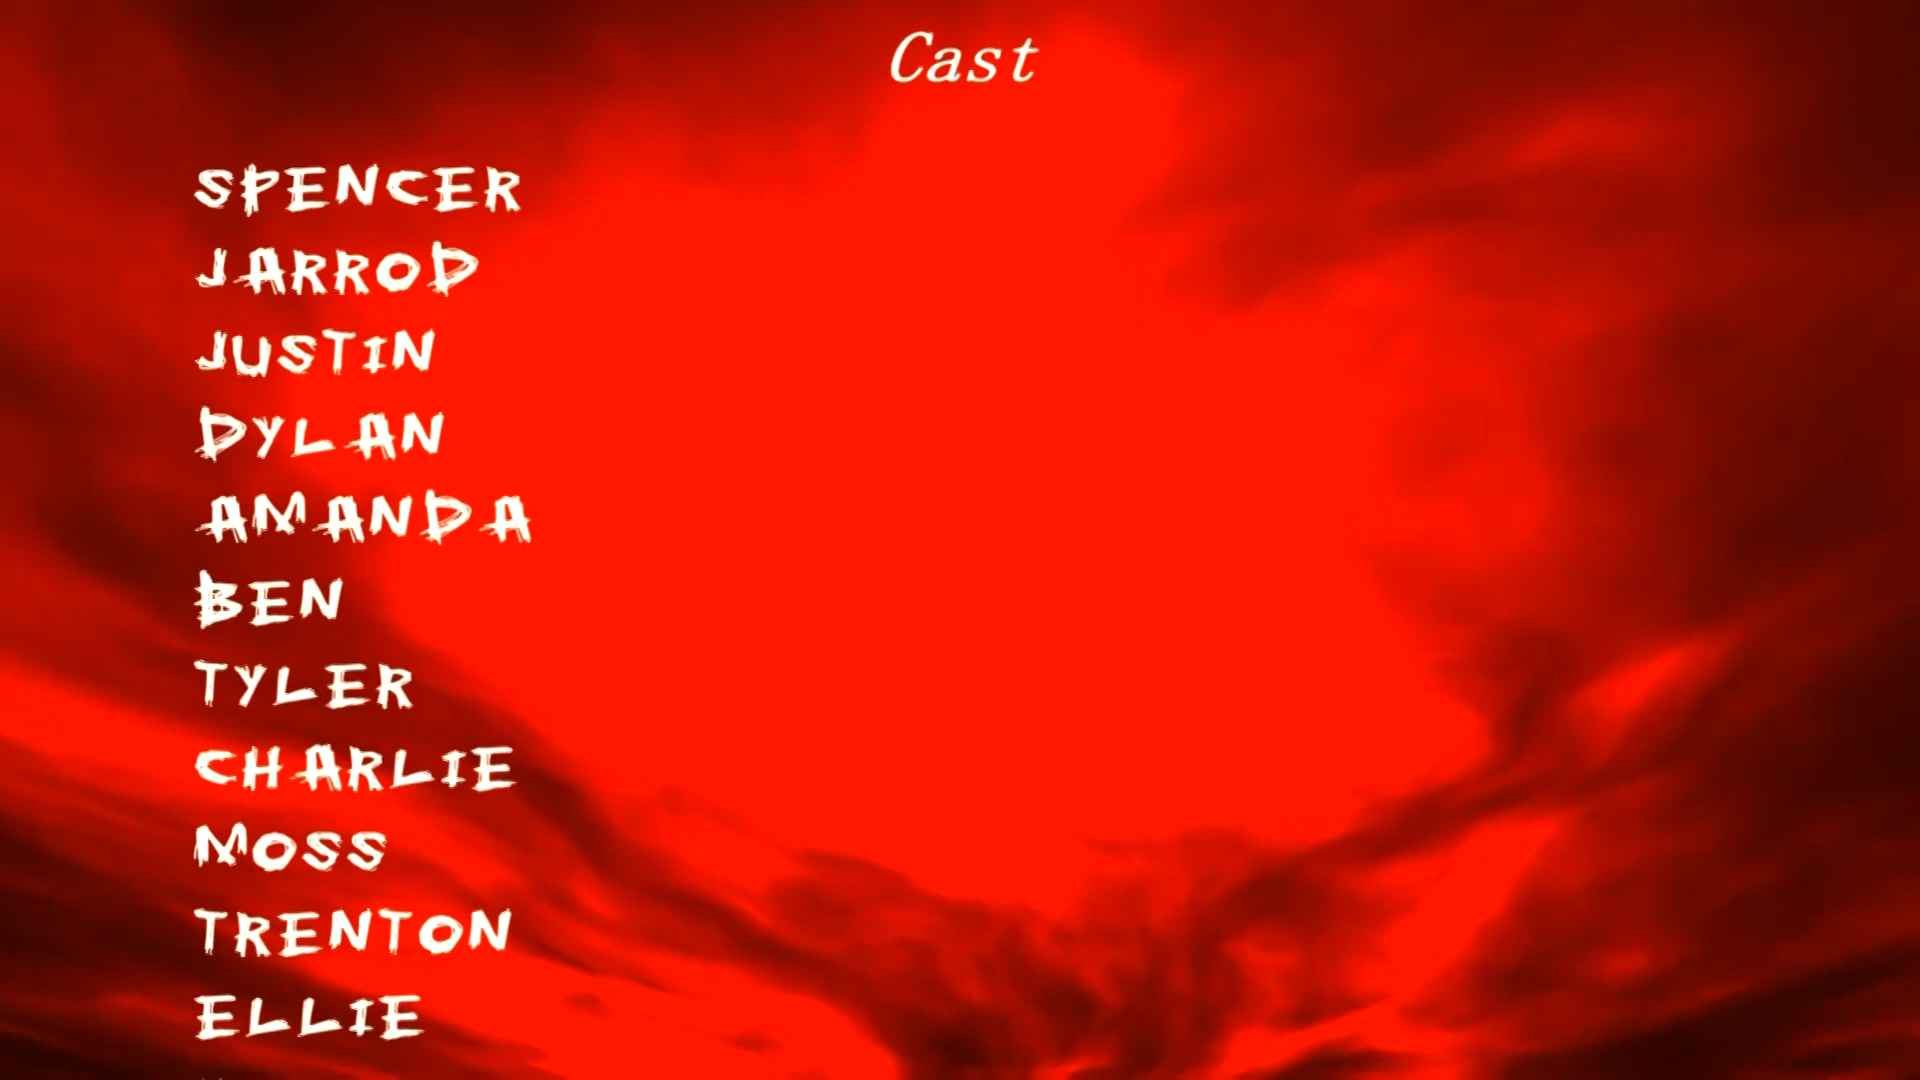 Cast
SPENCER
JARROD
JUSTIN
DYLAN
AMANDA
BEN
TYLER
CHARLIE
MOSS
TRENTON
ELLIE